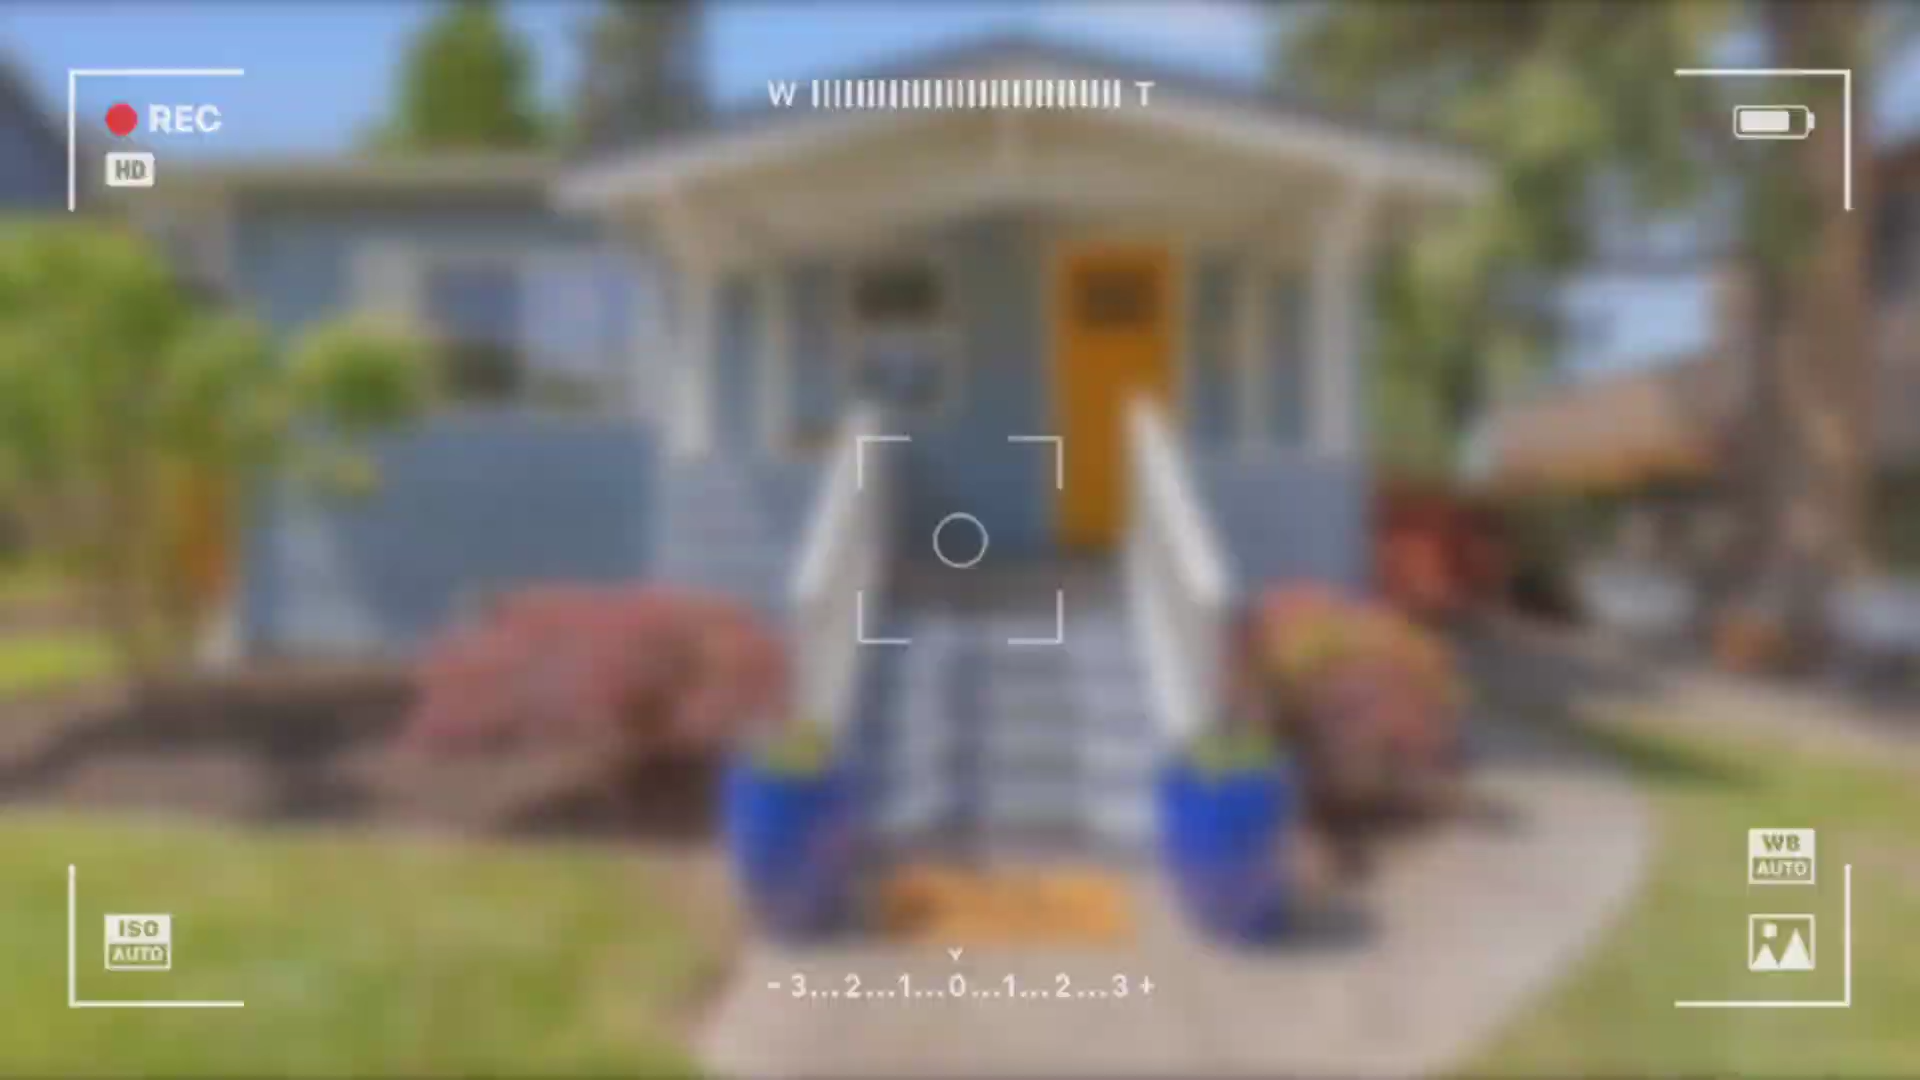 W T
REC
HD
WB
AUTO
ISO
AUTO
- 3...2...1...0...1...2...3 +